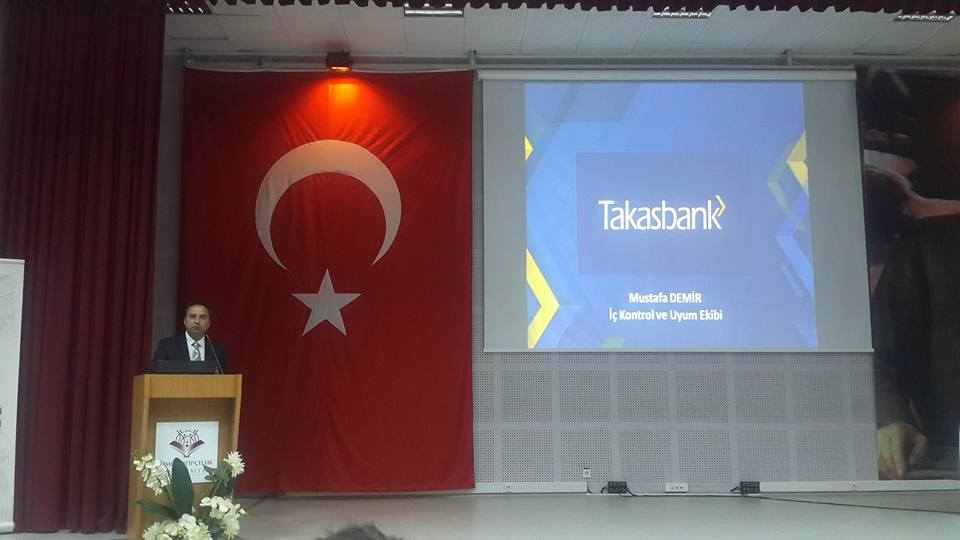 Takasbank
Mustafa DEMİR
İç Kontrol ve Uyum Ekibi